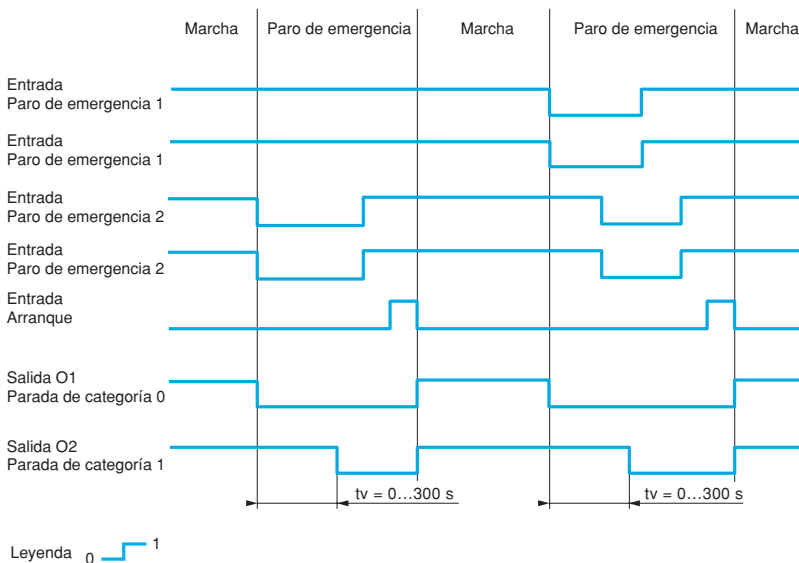 Marcha Paro de emergencia Marcha Paro de emergencia Marcha
Entrada
Paro de emergencia 1
Entrada
Paro de emergencia 1
Entrada
Paro de emergencia 2
Entrada
Paro de emergencia 2
Entrada
Arranque
Salida O1
Parada de categoría 0
Salida O2
Parada de categoría 1
tv = 0...300 s tv = 0...300 s
Leyenda 0 1